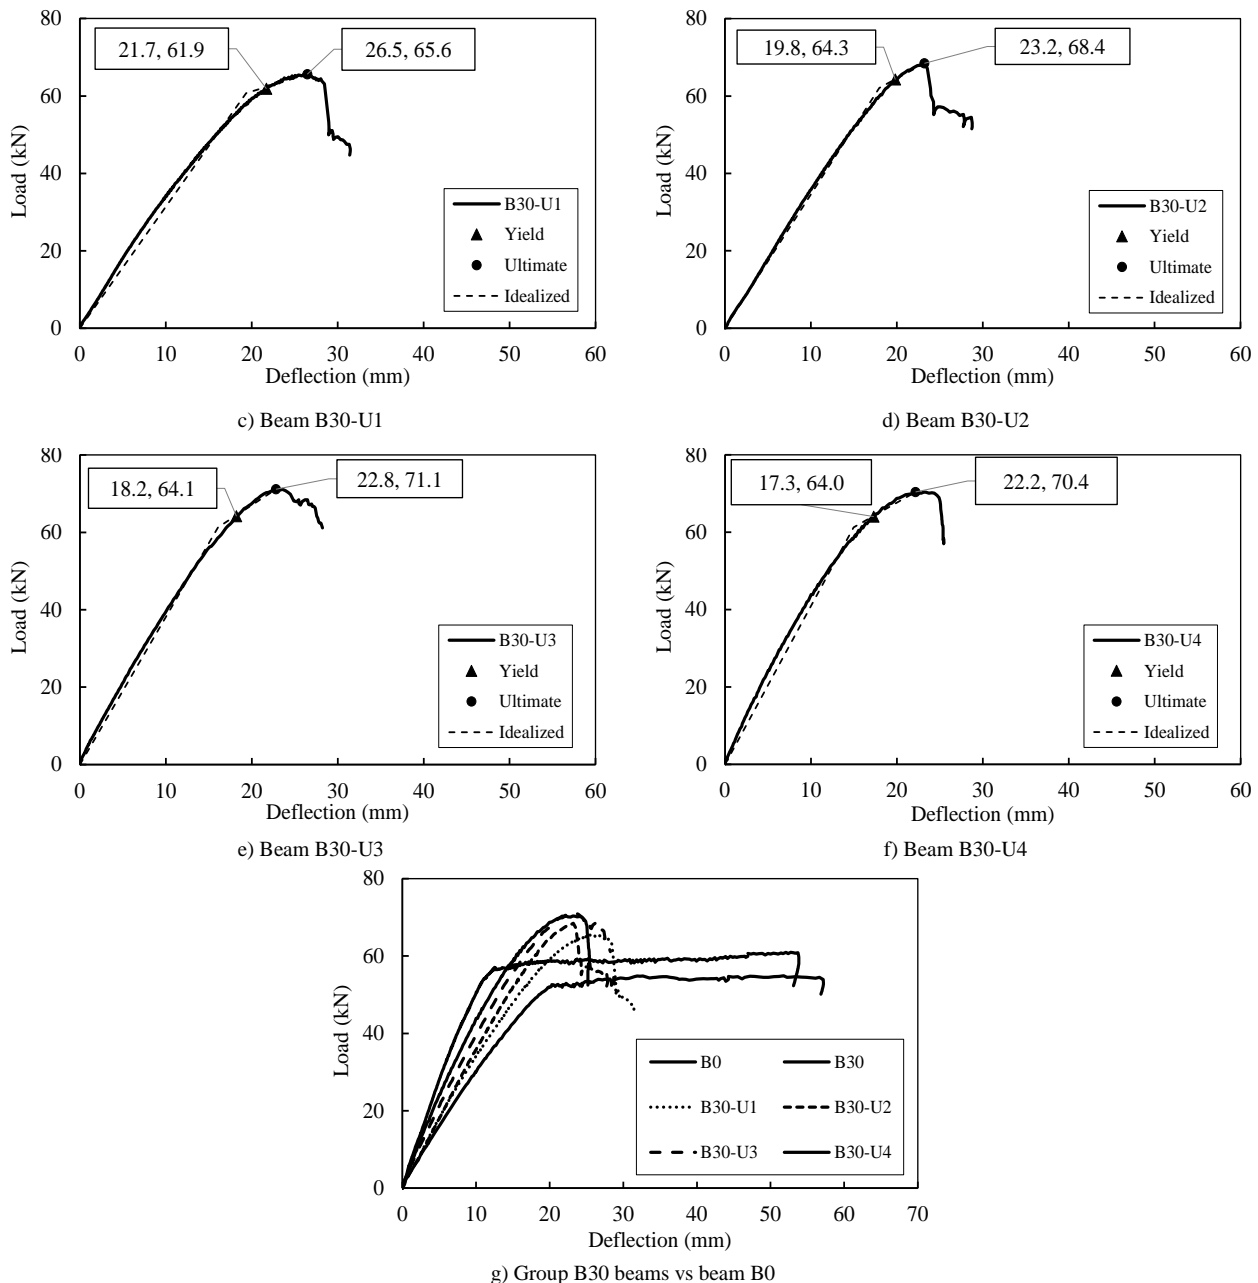 80
60
40
20
0
Load (kN)
21.7, 61.9
26.5, 65.6
B30-U1
Yield
Ultimate
Idealized
0 10 20 30 40 50 60
Deflection (mm)
c) Beam B30-U1
80
60
40
20
0
Load (kN)
19.8, 64.3
23.2, 68.4
B30-U2
Yield
Ultimate
Idealized
0 10 20 30 40 50 60
Deflection (mm)
d) Beam B30-U2
80
60
40
20
0
Load (kN)
18.2, 64.1
22.8, 71.1
B30-U3
Yield
Ultimate
Idealized
0 10 20 30 40 50 60
Deflection (mm)
e) Beam B30-U3
80
60
40
20
0
Load (kN)
17.3, 64.0
22.2, 70.4
B30-U4
Yield
Ultimate
Idealized
0 10 20 30 40 50 60
Deflection (mm)
f) Beam B30-U4
80
60
40
20
0
Load (kN)
B0 B30
B30-U1 B30-U2
B30-U3 B30-U4
0 10 20 30 40 50 60 70
Deflection (mm)
g) Group B30 beams vs beam B0